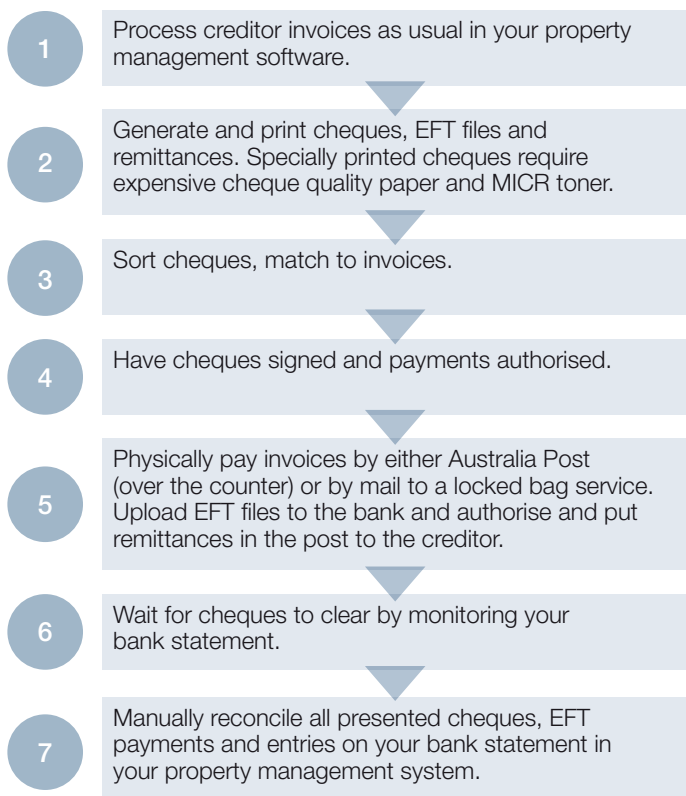 1
Process creditor invoices as usual in your property
management software.
2
Generate and print cheques, EFT files and
remittances. Specially printed cheques require
expensive cheque quality paper and MICR toner.
3
Sort cheques, match to invoices.
4
Have cheques signed and payments authorised.
5
Physically pay invoices by either Australia Post
(over the counter) or by mail to a locked bag service.
Upload EFT files to the bank and authorise and put
remittances in the post to the creditor.
6
Wait for cheques to clear by monitoring your
bank statement.
7
Manually reconcile all presented cheques, EFT
payments and entries on your bank statement in
your property management system.